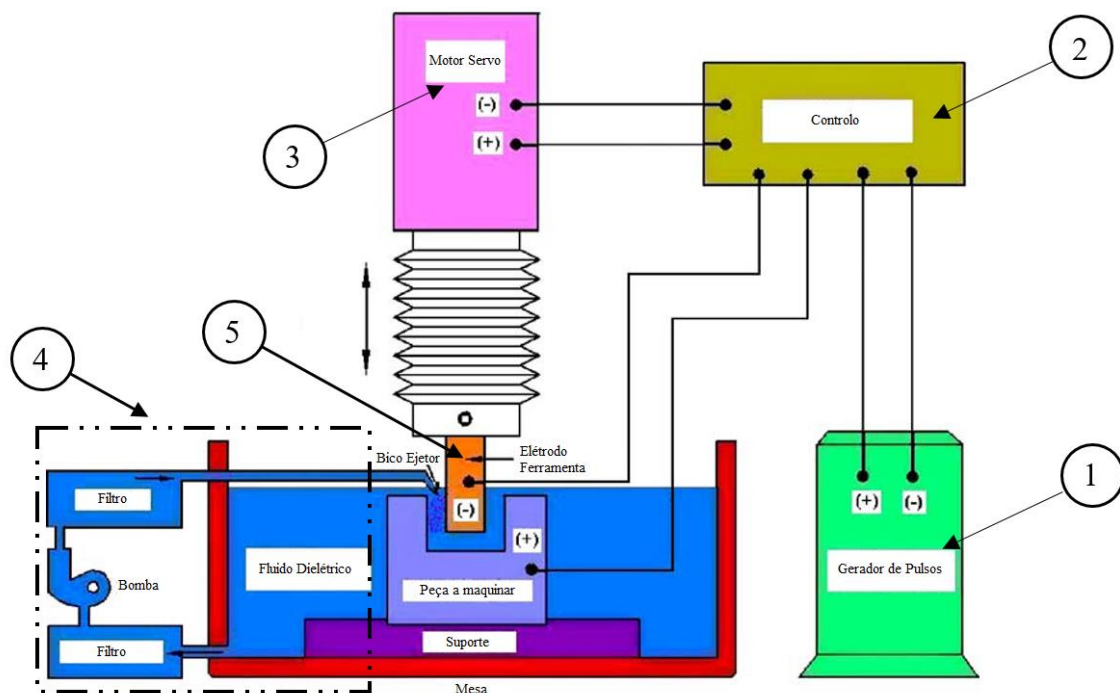 2
Motor Servo
(-)
(+)
Controlo
3
5
4
Bico Ejetor
Elétrodo
Ferramenta
Filtro
(-)
(+)
1
(+)
(-)
Bomba
Fluido Dielétrico
Peça a maquinar
Gerador de Pulsos
Suporte
Filtro
Mesa